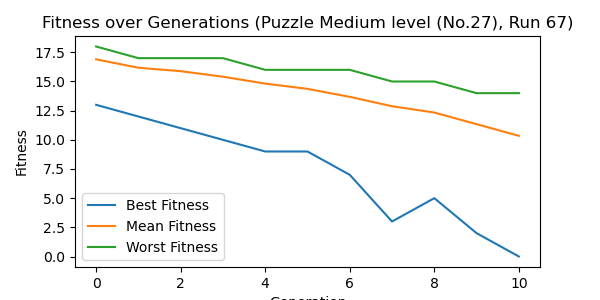 Fitness over Generations (Puzzle Medium level (No.27), Run 67)
17.5
15.0
12.5
10.0
7.5
5.0
2.5
0.0
Fitness
Best Fitness
Mean Fitness
Worst Fitness
0 2 4 6 8 10
Generation